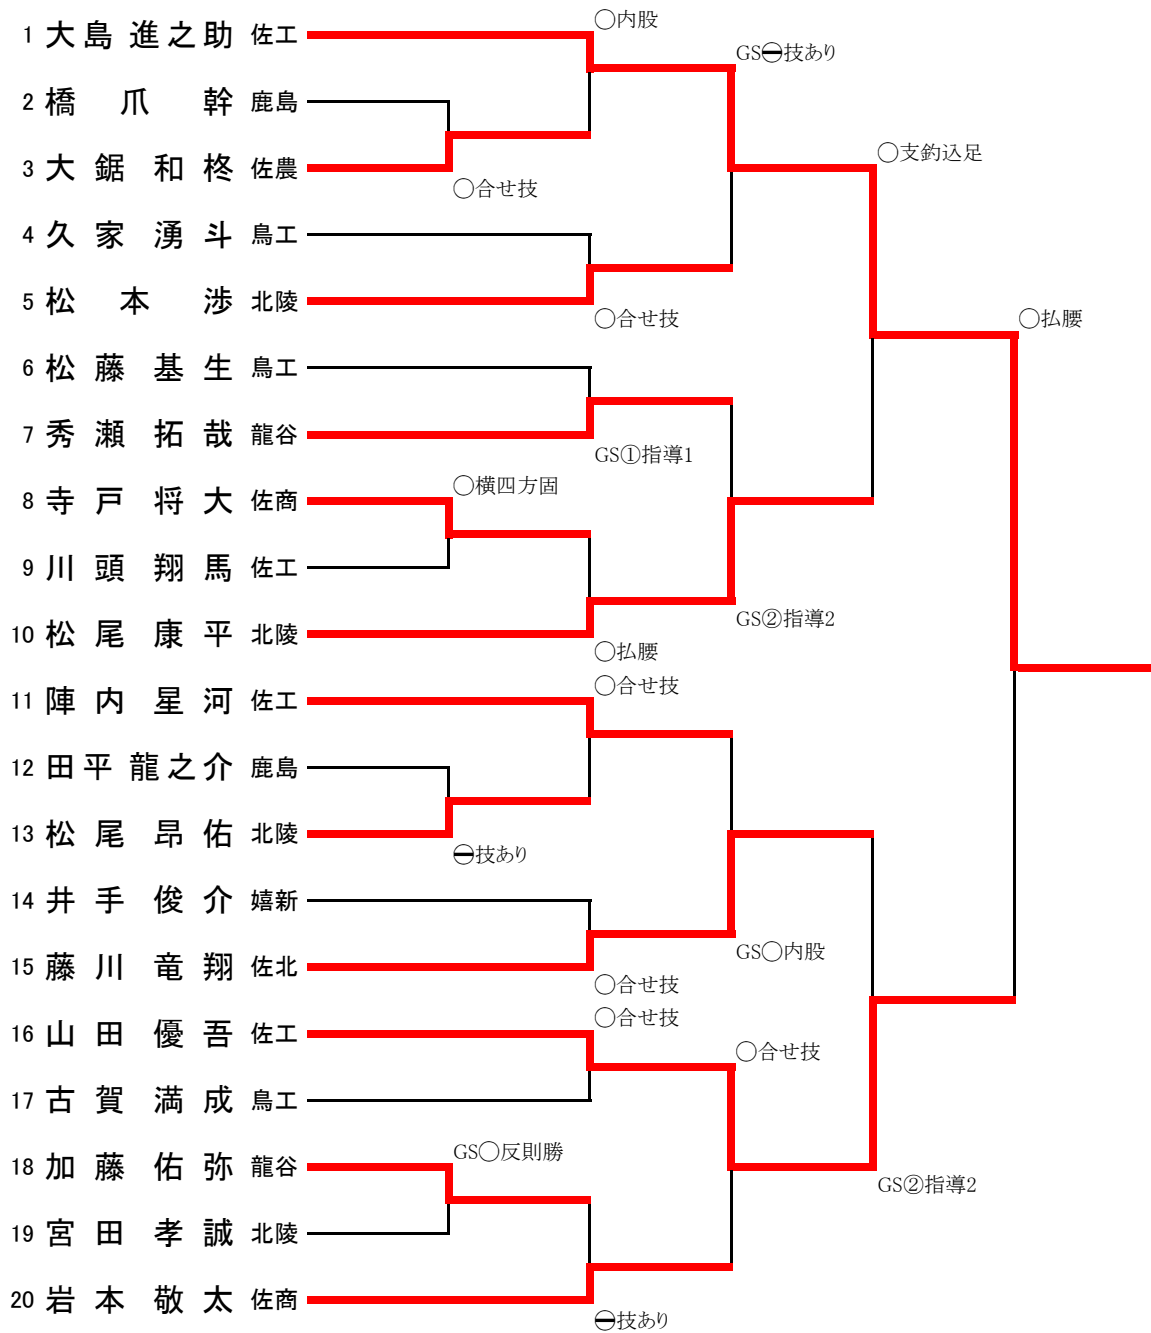 ○内股
1 大島進之助 佐工
GS㊀技あり
2 橋爪幹 鹿島
○支釣込足
3 大鋸和柊 佐農
○合せ技
4 久家湧斗 鳥工
5 松本渉 北陵
○合せ技
○払腰
6 松藤基生 鳥工
7 秀瀬拓哉 龍谷
GS①指導1
○横四方固
8 寺戸将大 佐商
9 川頭翔馬 佐工
GS②指導2
10 松尾康平 北陵
○払腰
○合せ技
11 陣内星河 佐工
12 田平龍之介 鹿島
13 松尾昂佑 北陵
㊀技あり
14 井手俊介 嬉新
GS○内股
15 藤川竜翔 佐北
○合せ技
○合せ技
16 山田優吾 佐工
○合せ技
17 古賀満成 鳥工
GS○反則勝
18 加藤佑弥 龍谷
GS②指導2
19 宮田孝誠 北陵
20 岩本敬太 佐商
㊀技あり